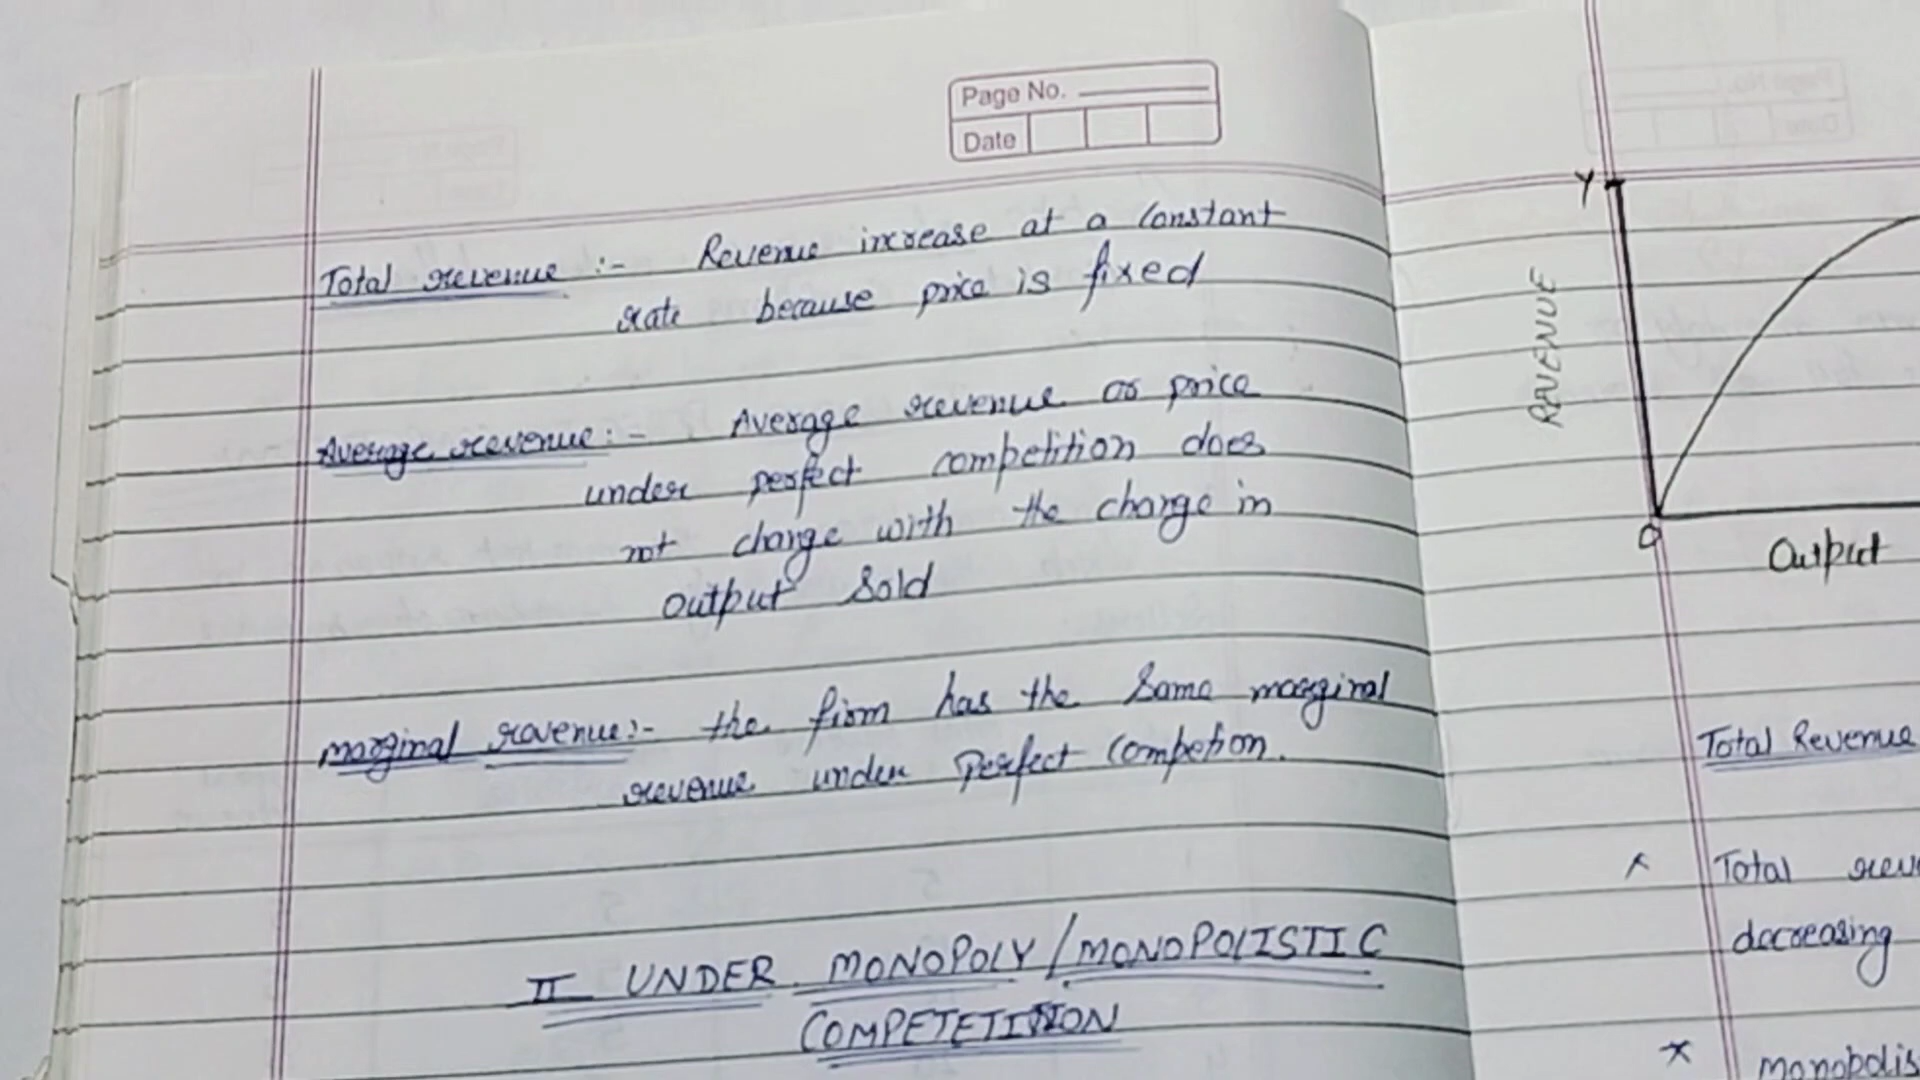 Page No.
Date
Total revenue :- Revenue increase at a constant
rate because price is fixed
Average revenue :- Average revenue or price
under perfect competition does
not change with the change in
output sold
marginal revenue:- the firm has the same marginal
revenue under perfect competion.
II UNDER MONOPOLY / MONOPOLISTIC
COMPETETITION
Y
REVENUE
O
Output
Total Revenue
Total reve
decreasing
monopolis